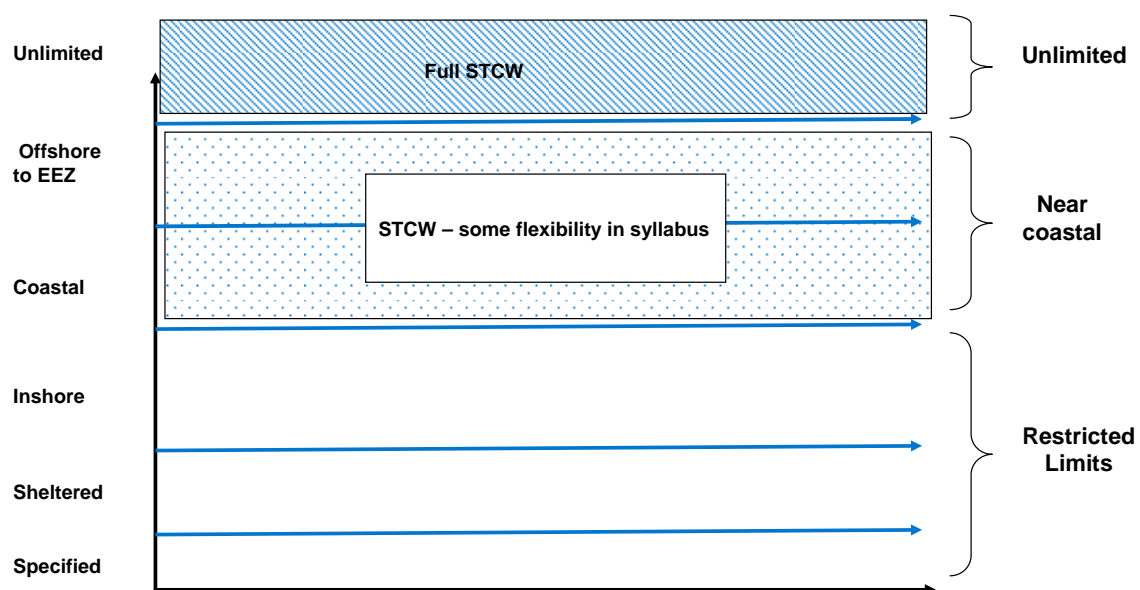 Unlimited
Full STCW
Unlimited
Offshore
to EEZ
STCW – some flexibility in syllabus
Near
coastal
Coastal
Inshore
Restricted
Limits
Sheltered
Specified